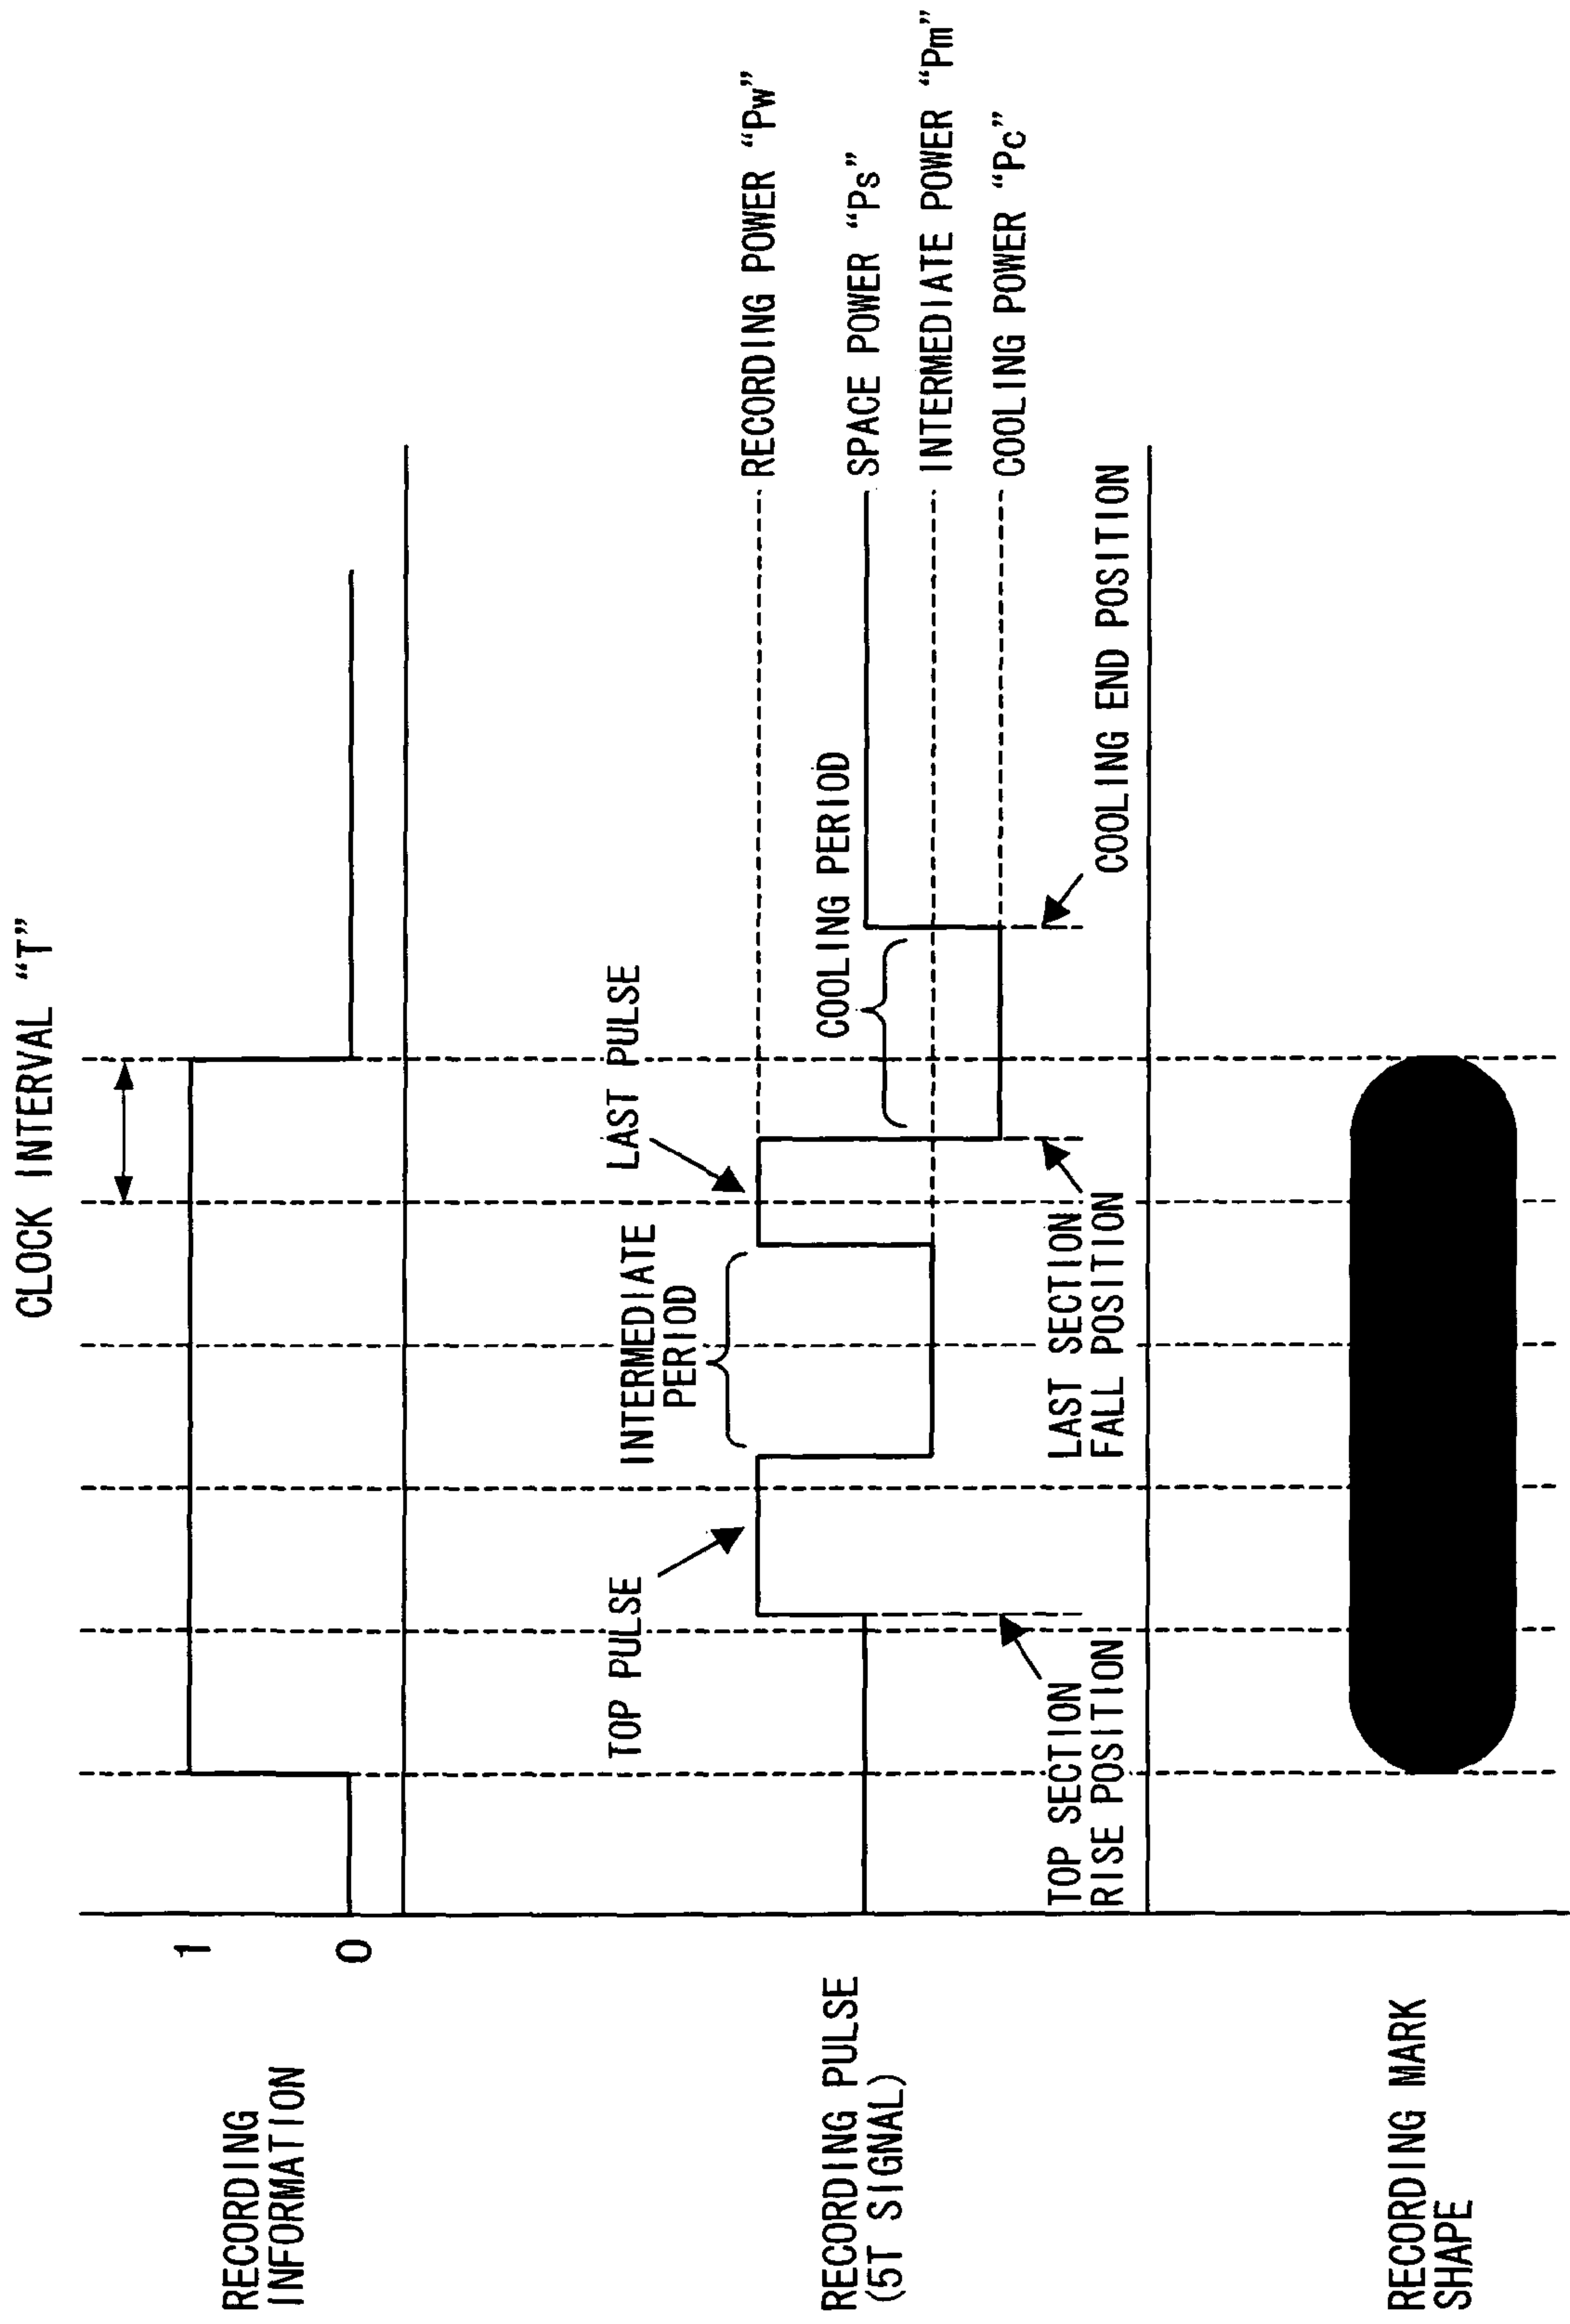 CLOCK INTERVAL “T”
RECORDING
INFORMATION
1
0
RECORDING PULSE
(5T SIGNAL)
TOP PULSE
INTERMEDIATE
PERIOD
LAST PULSE
COOLING PERIOD
RECORDING POWER “Pw”
SPACE POWER “Ps”
INTERMEDIATE POWER “Pm”
COOLING POWER “Pc”
TOP SECTION
RISE POSITION
LAST SECTION
FALL POSITION
COOLING END POSITION
RECORDING MARK
SHAPE